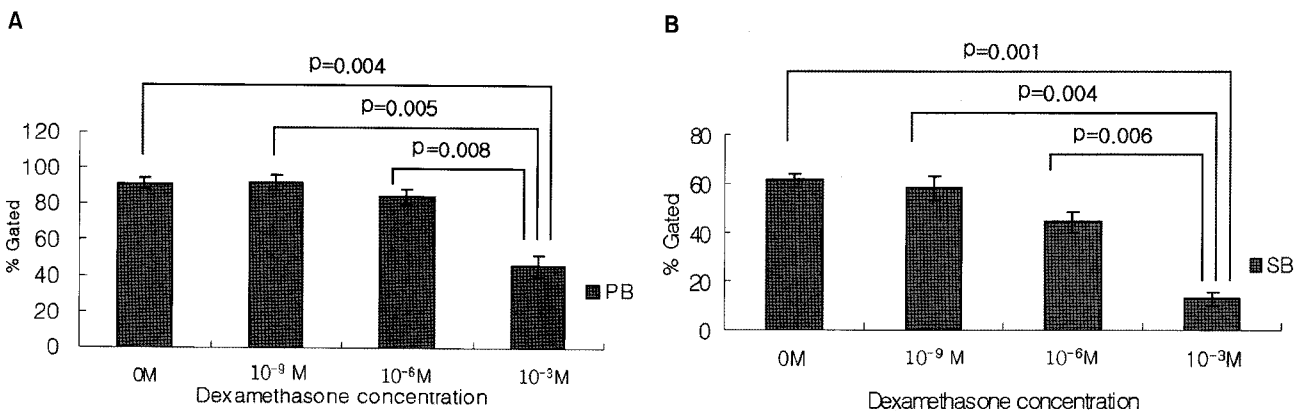 A
p=0.004
p=0.005
p=0.008
120
100
80
60
40
20
0
% Gated
0M
10⁻⁹ M
10⁻⁶M
10⁻³M
Dexamethasone concentration
PB
B
p=0.001
p=0.004
p=0.006
80
60
40
20
0
% Gated
0M
10⁻⁹ M
10⁻⁶M
10⁻³M
Dexamethasone concentration
SB